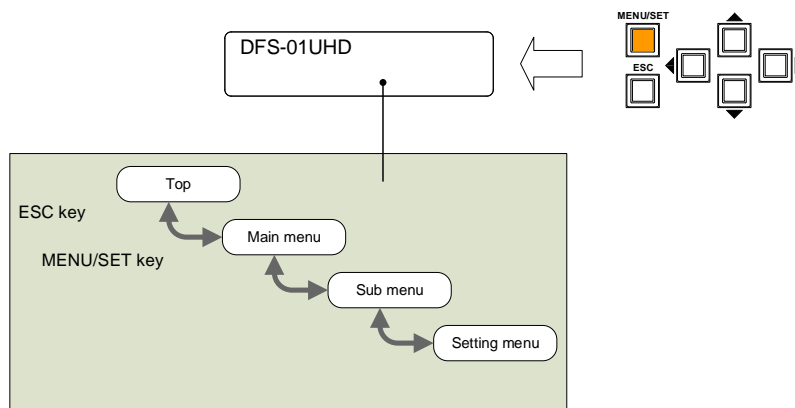 MENU/SET
DFS-01UHD
ESC
Top
ESC key
Main menu
MENU/SET key
Sub menu
Setting menu